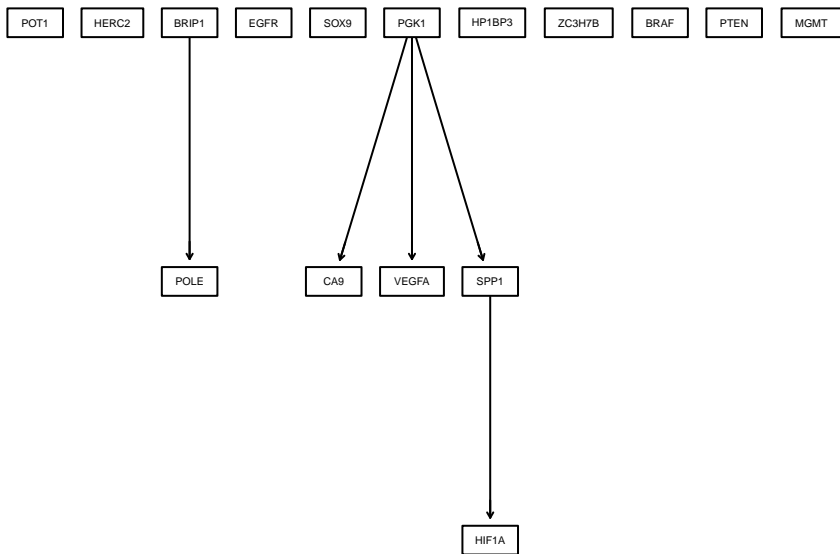 POT1 HERC2 BRIP1 EGFR SOX9 PGK1 HP1BP3 ZC3H7B BRAF PTEN MGMT
POLE CA9 VEGFA SPP1
HIF1A